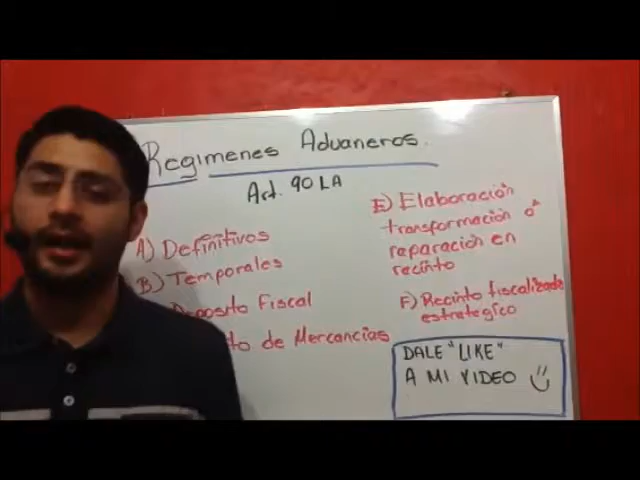 Regimenes Aduaneros.
Art. 90 LA
A) Definitivos
B) Temporales
Deposito Fiscal
to de Mercancias
E) Elaboración
transformación o
reparación en
recinto
F) Recinto fiscalizado
estrategico
DALE "LIKE"
A MI VIDEO